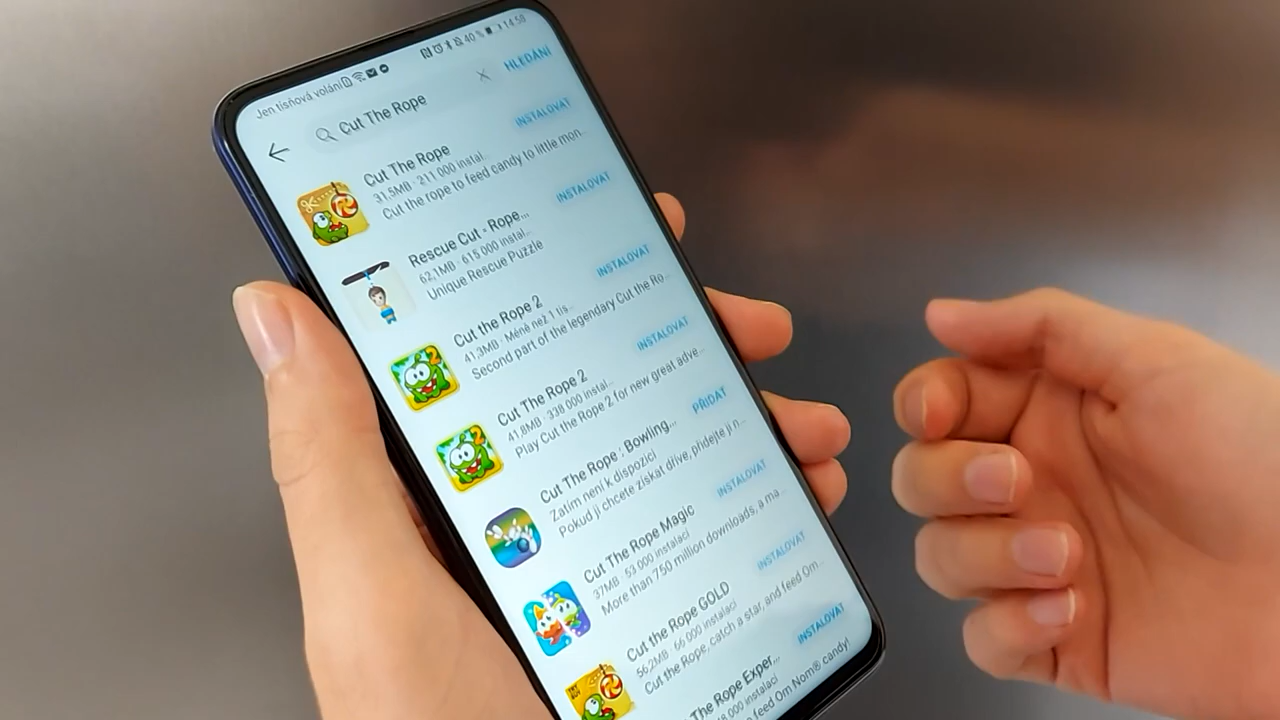 Jen tísňová volání 40 % 14:50
Cut The Rope HLEDÁNÍ
Cut The Rope INSTALOVAT
31,5MB · 211 000 instal...
Cut the rope to feed candy to little mon...
Rescue Cut - Rope... INSTALOVAT
62,1MB · 615 000 instal...
Unique Rescue Puzzle
Cut the Rope 2 INSTALOVAT
41,3MB · Méně než 1 tis...
Second part of the legendary Cut the Ro...
Cut The Rope 2 INSTALOVAT
41,8MB · 338 000 instal...
Play Cut the Rope 2 for new great adve...
Cut The Rope : Bowling... PŘIDAT
Zatím není k dispozici
Pokud ji chcete získat dříve, přidejte ji n...
Cut The Rope Magic INSTALOVAT
37MB · 53 000 instalací
More than 750 million downloads, a ma...
Cut the Rope GOLD INSTALOVAT
56,2MB · 66 000 instalací
Cut the Rope, catch a star, and feed Om...
The Rope Exper... INSTALOVAT
000 instalací
feed Om Nom® candy!